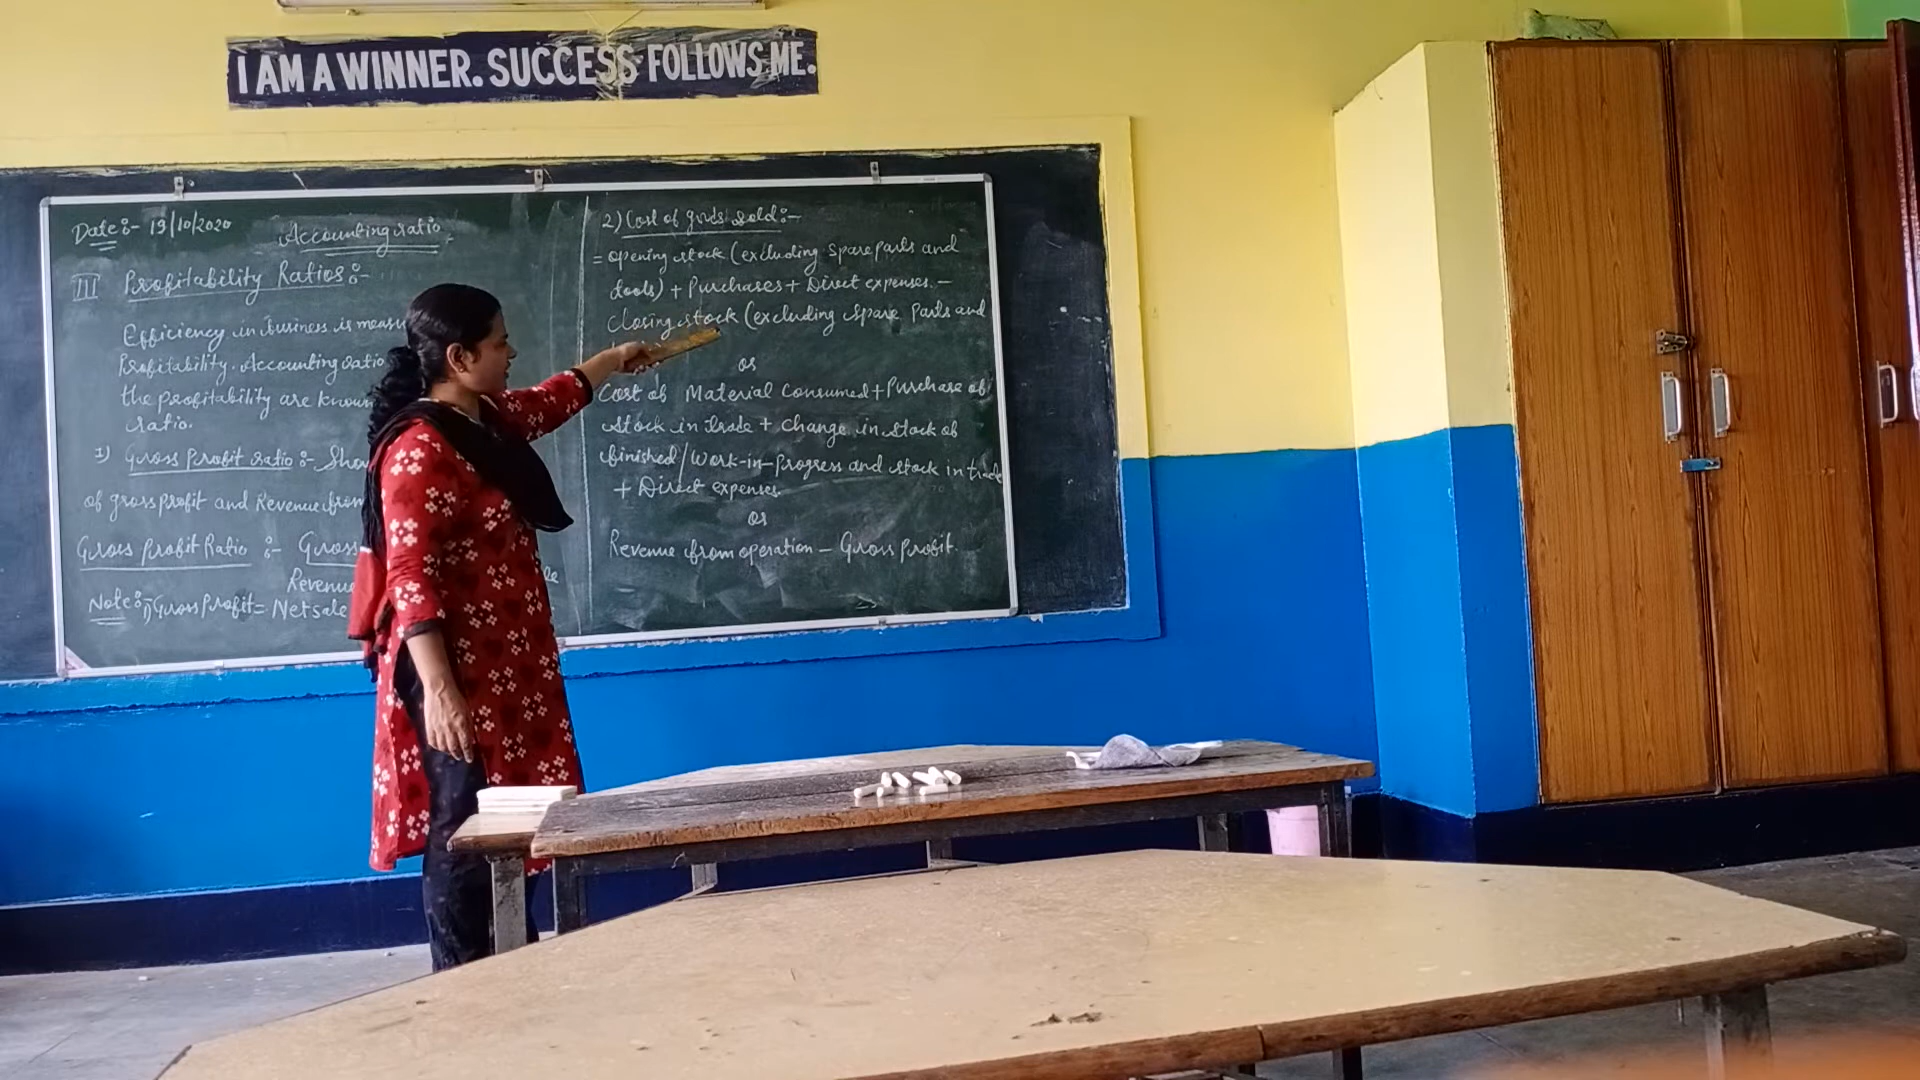 I AM A WINNER. SUCCESS FOLLOWS ME.
Date:- 19/10/2020
Accounting ratio
III Profitability Ratios:-
Efficiency in business is
Profitability. Accounting ratio
the profitability are known
ratio.
1) Gross Profit ratio:-
of gross profit and Revenue from
Gross Profit Ratio :- Gross
Revenue
Note:- 1) Gross Profit = Net sale
2) Cost of goods sold:-
= opening stock (excluding spare parts and
tools) + Purchases + Direct expenses. -
closing stock (excluding spare parts and
or
Cost of Material Consumed + Purchase of
stock in trade + change in stock of
finished/work-in-progress and stock in trade
+ Direct expenses.
or
Revenue from operation - Gross Profit.